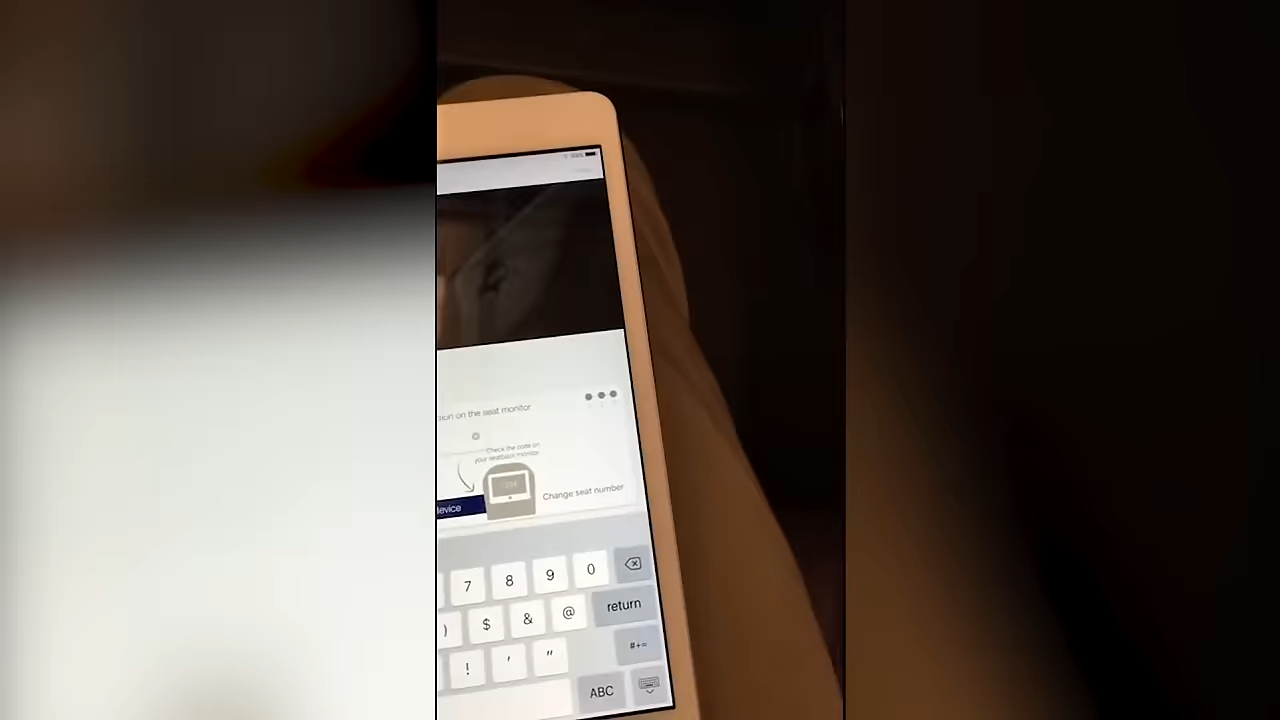 on the seat monitor
Check the code on
your seatback monitor
1234
Change seat number
device
7 8 9 0
return
) $ & @
! ' " #+=
ABC